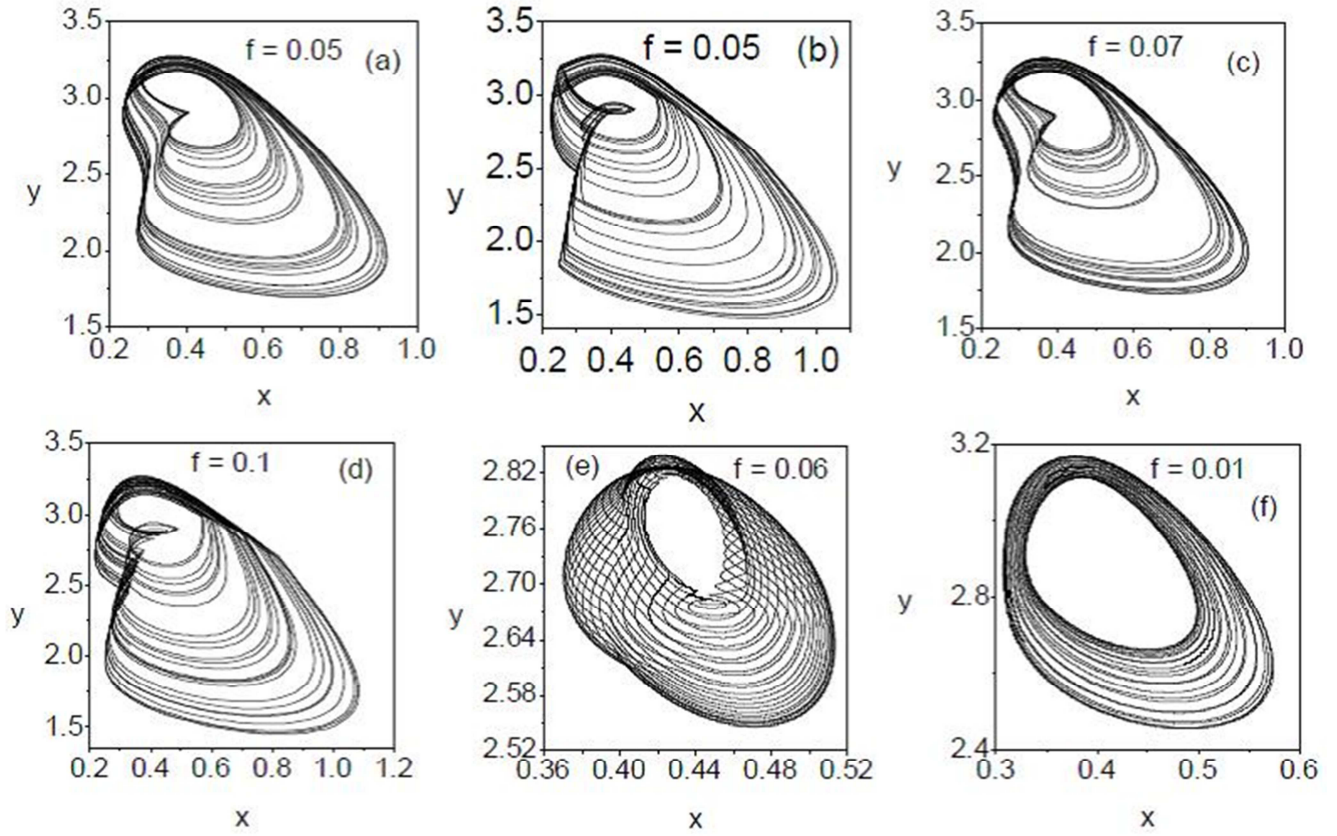 3.5
f = 0.05
(a)
3.0
2.5
y
2.0
1.5
0.2 0.4 0.6 0.8 1.0
x
3.5
f = 0.05
(b)
3.0
2.5
y
2.0
1.5
0.2 0.4 0.6 0.8 1.0
x
3.5
f = 0.07
(c)
3.0
y
2.5
2.0
1.5
0.2 0.4 0.6 0.8 1.0
x
3.5
f = 0.1
(d)
3.0
2.5
y
2.0
1.5
0.2 0.4 0.6 0.8 1.0 1.2
x
2.82
(e)
f = 0.06
2.76
2.70
y
2.64
2.58
2.52
0.36 0.40 0.44 0.48 0.52
x
3.2
f = 0.01
(f)
2.8
y
2.4
0.3 0.4 0.5 0.6
x